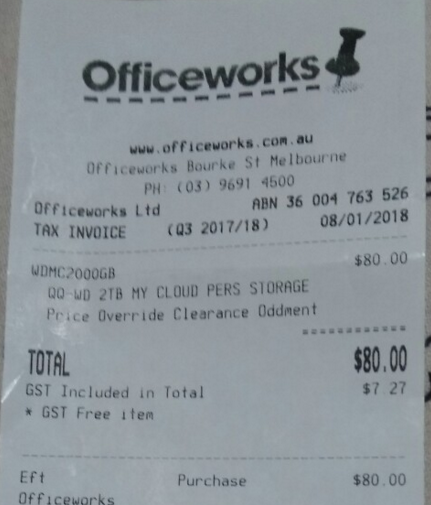 Officeworks
www.officeworks.com.au
Officeworks Bourke St Melbourne
PH: (03) 9691 4500
Officeworks Ltd ABN 36 004 763 526
TAX INVOICE (Q3 2017/18) 08/01/2018
WDMC2000GB $80.00
QQ-WD 2TB MY CLOUD PERS STORAGE
Price Override Clearance Oddment
TOTAL $80.00
GST Included in Total $7.27
* GST Free item
Eft Purchase $80.00
Officeworks